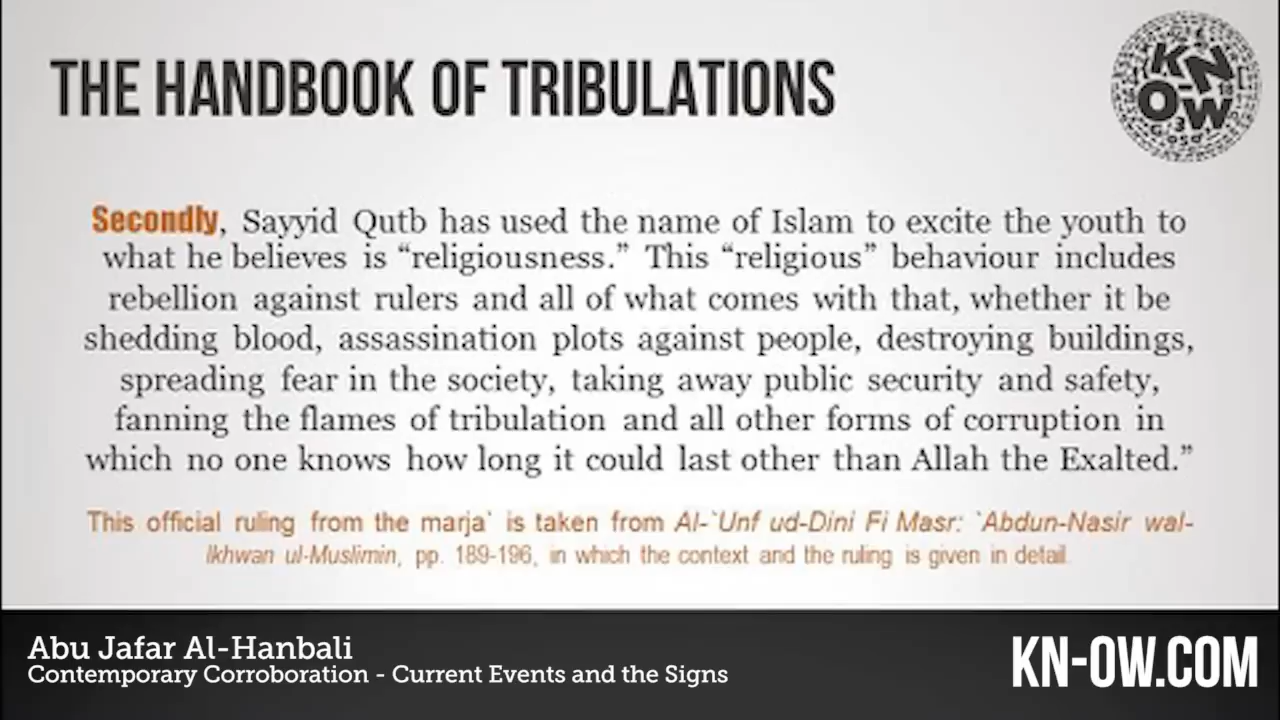 THE HANDBOOK OF TRIBULATIONS
KN
OW
Secondly, Sayyid Qutb has used the name of Islam to excite the youth to
what he believes is “religiousness.” This “religious” behaviour includes
rebellion against rulers and all of what comes with that, whether it be
shedding blood, assassination plots against people, destroying buildings,
spreading fear in the society, taking away public security and safety,
fanning the flames of tribulation and all other forms of corruption in
which no one knows how long it could last other than Allah the Exalted.”
This official ruling from the marja` is taken from Al-`Unf ud-Dini Fi Masr: `Abdun-Nasir wal-
Ikhwan ul-Muslimin, pp. 189-196, in which the context and the ruling is given in detail.
Abu Jafar Al-Hanbali
Contemporary Corroboration - Current Events and the Signs
KN-OW.COM